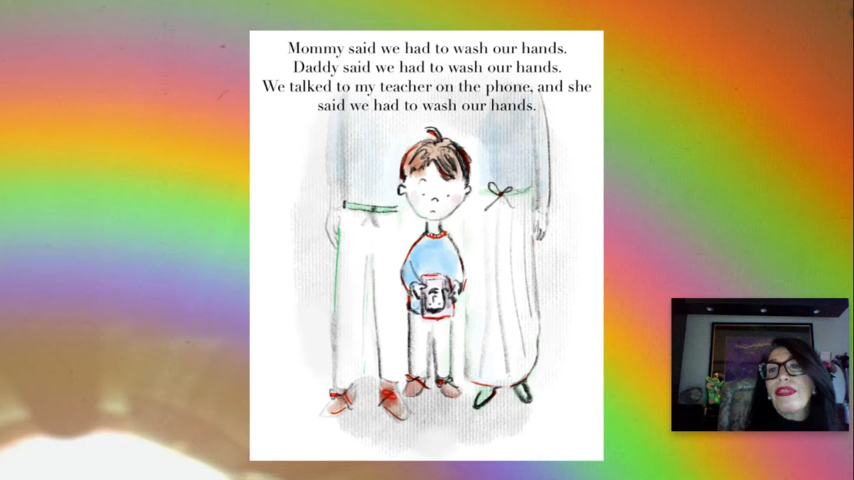 Mommy said we had to wash our hands.
Daddy said we had to wash our hands.
We talked to my teacher on the phone, and she
said we had to wash our hands.